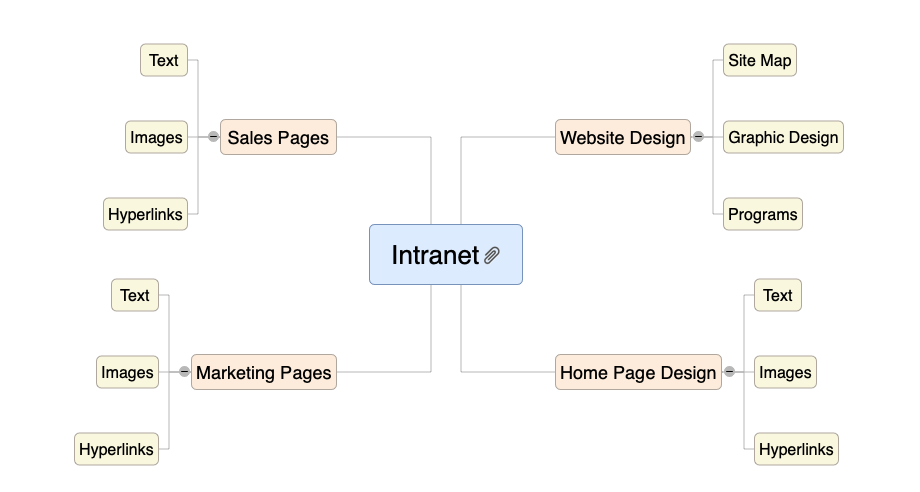 Text
Images
Hyperlinks
Sales Pages
Website Design
Site Map
Graphic Design
Programs
Intranet
Text
Images
Hyperlinks
Marketing Pages
Home Page Design
Text
Images
Hyperlinks